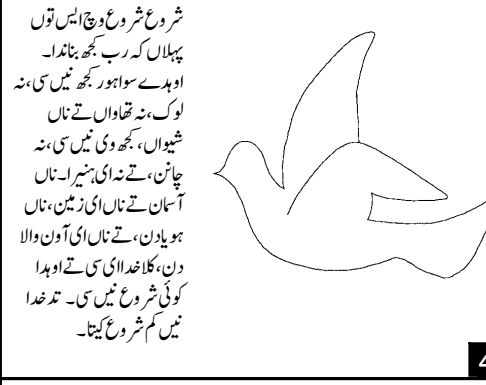 شروع شروع وچ ایس توں
پہلاں کہ رب کجھ بناندا۔
اوہدے سوا ہور کجھ نیں سی، نہ
لوک، نہ تھاواں تے ناں
شیواں، کجھ وی نیں سی، نہ
چانن، تے نہ ای ہنیرا۔ ناں
آسمان تے ناں ای زمین، ناں
ہویا دن، تے ناں ای آون والا
دن، کلا خدا ای سی تے اوہدا
کوئی شروع نیں سی۔ تد خدا
نیں کم شروع کیتا۔
4